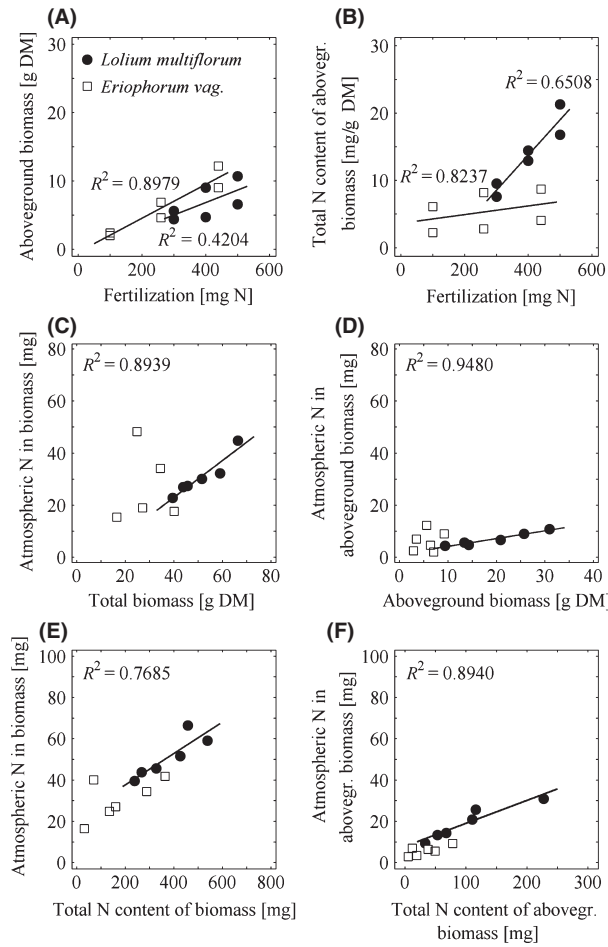 (A)
Aboveground biomass [g DM]
30
20
10
0
● Lolium multiflorum
□ Eriophorum vag.
R² = 0.8979
R² = 0.4204
0 200 400 600
Fertilization [mg N]
(B)
Total N content of abovegr.
biomass [mg/g DM]
30
20
10
0
R² = 0.6508
R² = 0.8237
0 200 400 600
Fertilization [mg N]
(C)
Atmospheric N in biomass [mg]
80
60
40
20
0
R² = 0.8939
0 20 40 60 80
Total biomass [g DM]
(D)
Atmospheric N in
aboveground biomass [mg]
80
60
40
20
0
R² = 0.9480
0 10 20 30 40
Aboveground biomass [g DM]
(E)
Atmospheric N in biomass [mg]
100
80
60
40
20
0
R² = 0.7685
0 200 400 600 800
Total N content of biomass [mg]
(F)
Atmospheric N in
abovegr. biomass [mg]
100
80
60
40
20
0
R² = 0.8940
0 100 200 300
Total N content of abovegr.
biomass [mg]